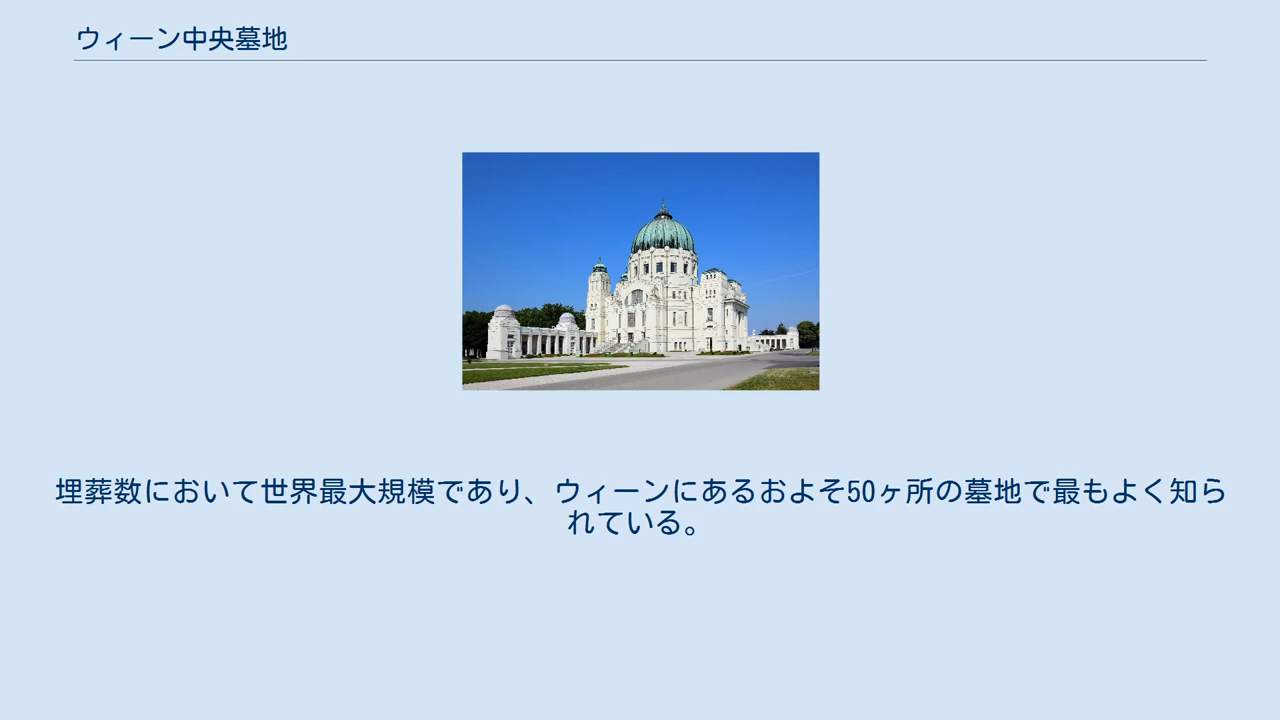 ウィーン中央墓地
埋葬数において世界最大規模であり、ウィーンにあるおよそ50ヶ所の墓地で最もよく知ら
れている。